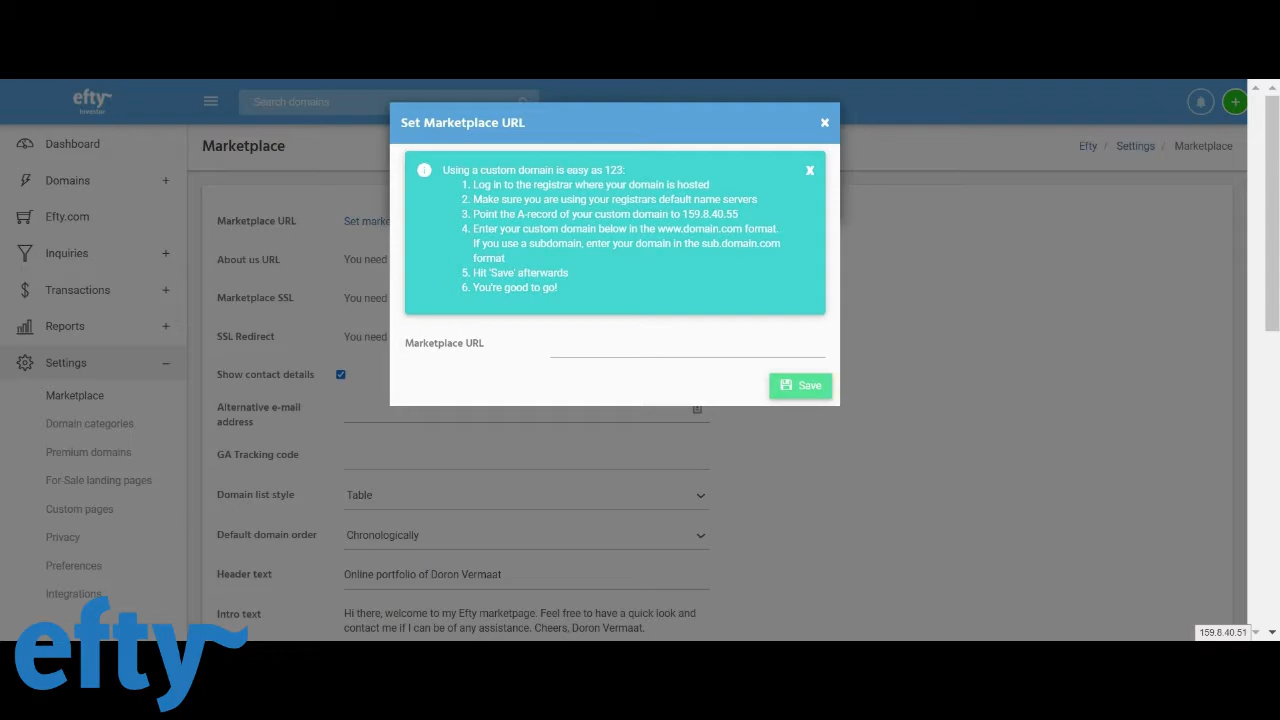 efty~
Investor
Search domains
Dashboard
Domains +
Efty.com
Inquiries +
Transactions +
Reports +
Settings –
Marketplace
Domain categories
Premium domains
For-Sale landing pages
Custom pages
Privacy
Preferences
Integrations
Marketplace
Efty / Settings / Marketplace
Marketplace URL Set marke
About us URL You need
Marketplace SSL You need
SSL Redirect You need
Show contact details
Alternative e-mail
address
GA Tracking code
Domain list style Table
Default domain order Chronologically
Header text Online portfolio of Doron Vermaat
Intro text Hi there, welcome to my Efty marketpage. Feel free to have a quick look and
contact me if I can be of any assistance. Cheers, Doron Vermaat.
Set Marketplace URL x
Using a custom domain is easy as 123: X
1. Log in to the registrar where your domain is hosted
2. Make sure you are using your registrars default name servers
3. Point the A-record of your custom domain to 159.8.40.55
4. Enter your custom domain below in the www.domain.com format.
If you use a subdomain, enter your domain in the sub.domain.com
format
5. Hit 'Save' afterwards
6. You're good to go!
Marketplace URL
Save
159.8.40.51
efty~